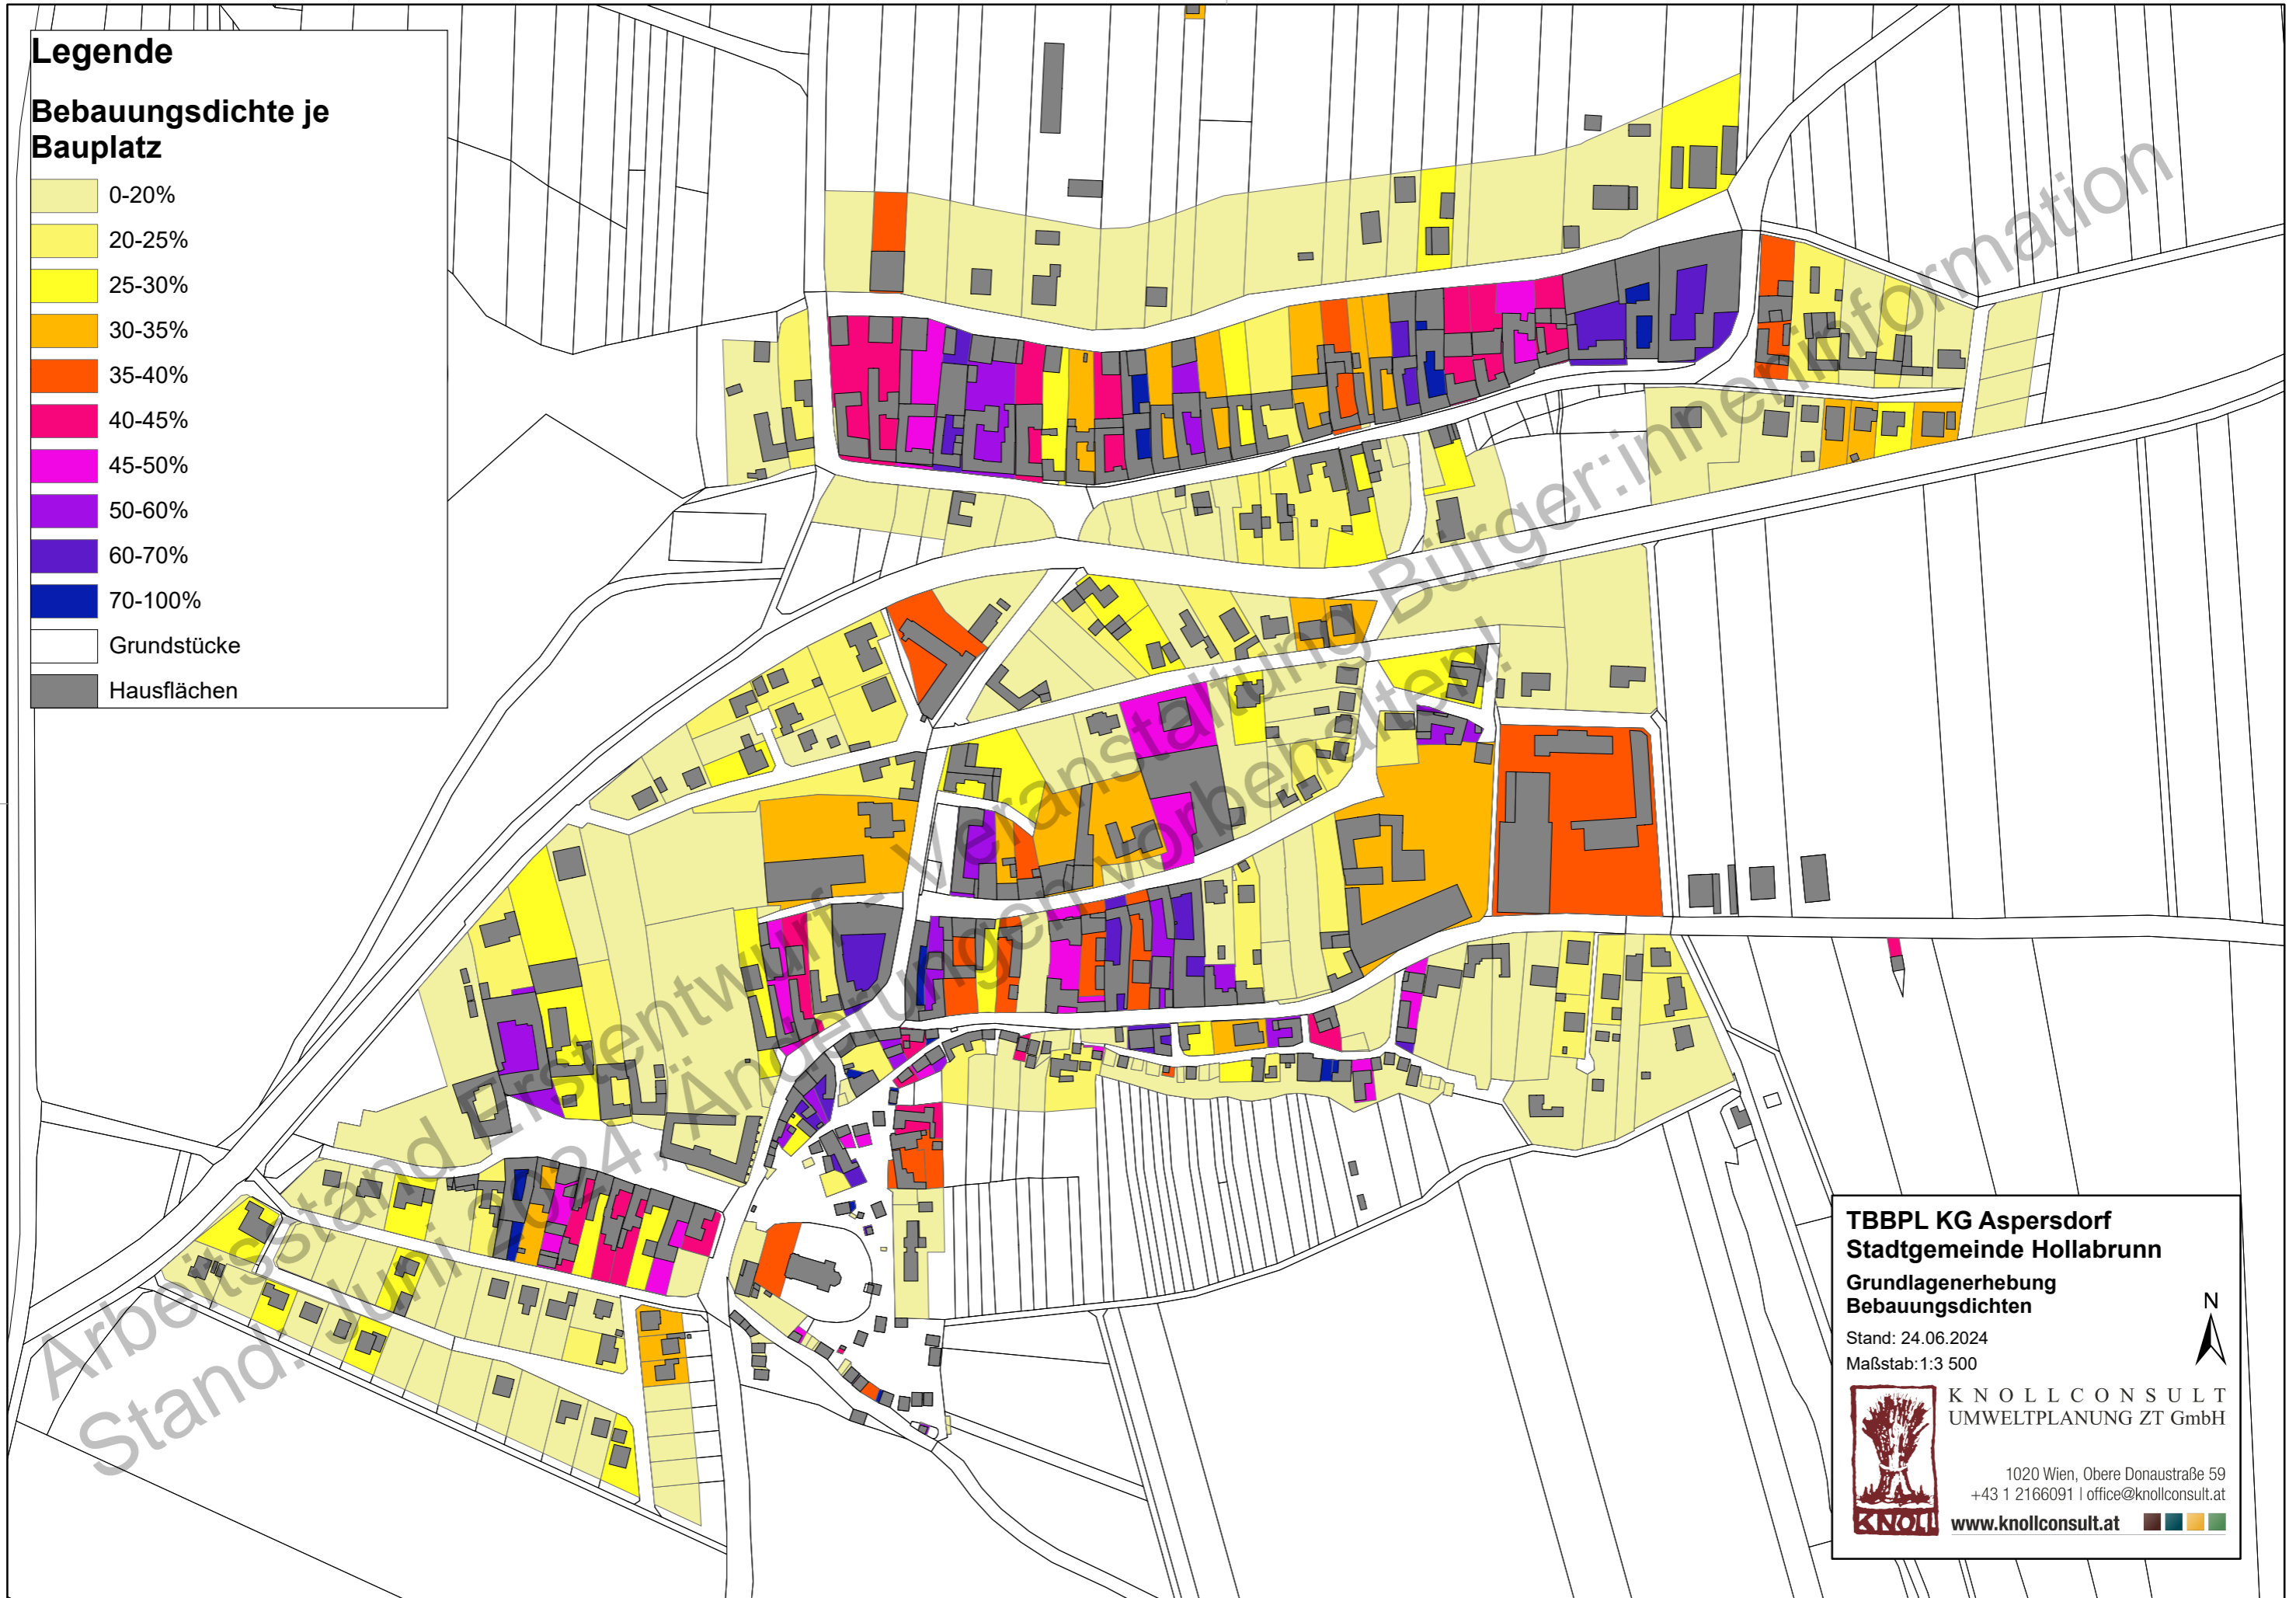 Legende
Bebauungsdichte je
Bauplatz
0-20%
20-25%
25-30%
30-35%
35-40%
40-45%
45-50%
50-60%
60-70%
70-100%
Grundstücke
Hausflächen
Arbeitsstand Erstentwurf - Veranstaltung Bürger:inneninformation
Stand: Juni 2024, Änderungen vorbehalten!
TBBPL KG Aspersdorf
Stadtgemeinde Hollabrunn
Grundlagenerhebung
Bebauungsdichten
N
Stand: 24.06.2024
Maßstab:1:3 500
KNOLLCONSULT
UMWELTPLANUNG ZT GmbH
1020 Wien, Obere Donaustraße 59
+43 1 2166091 | office@knollconsult.at
KNOLL
www.knollconsult.at